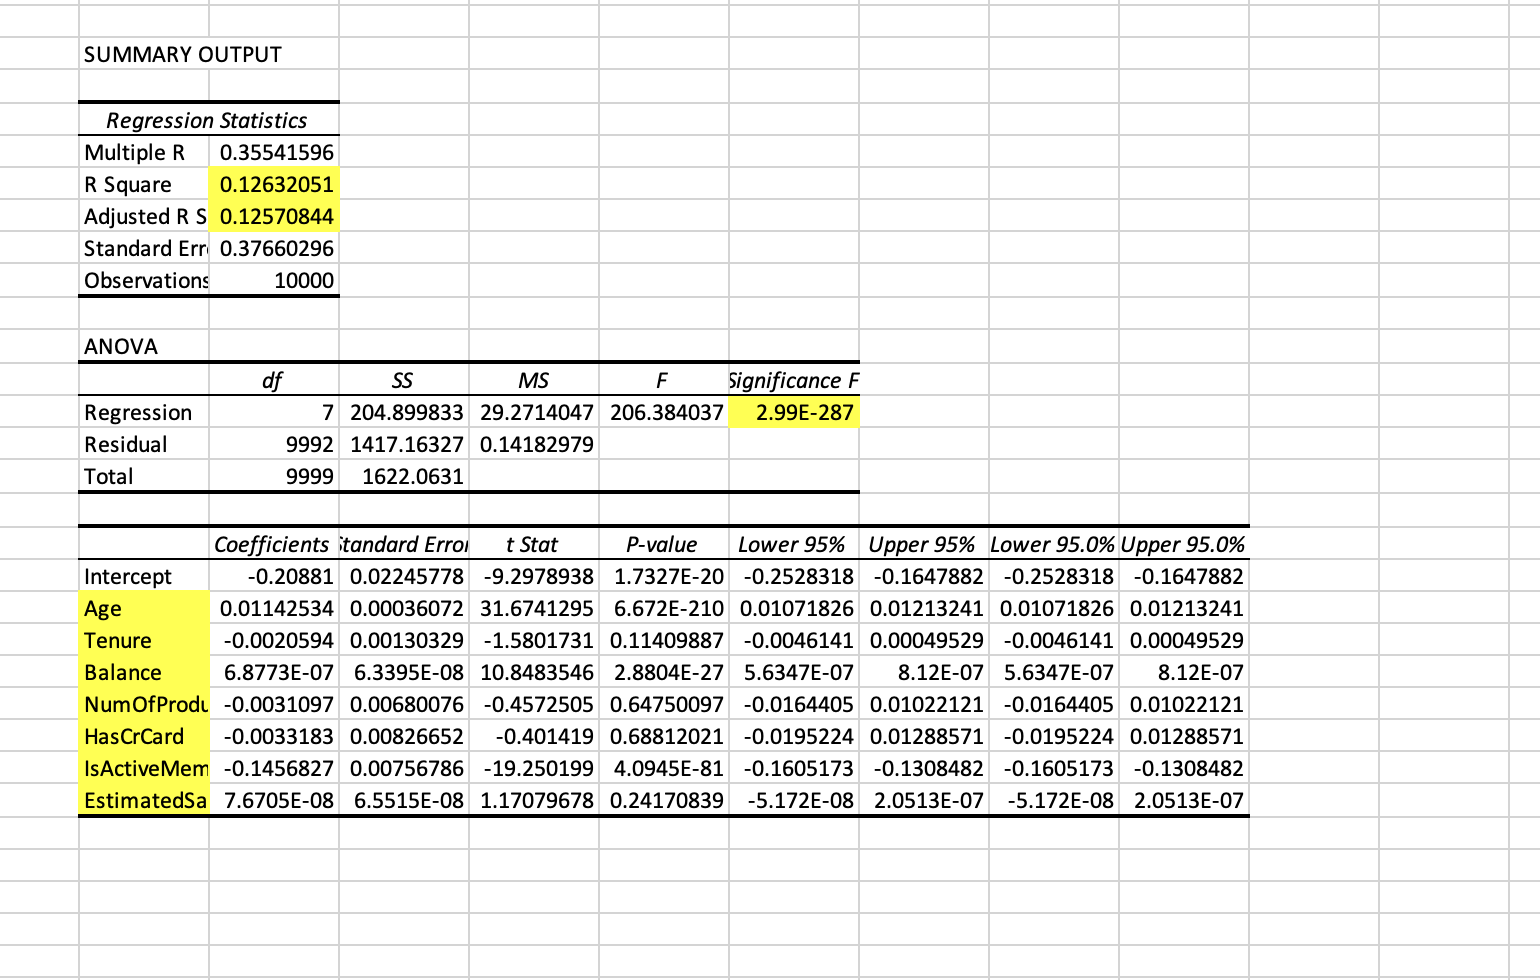 SUMMARY OUTPUT
Regression Statistics
Multiple R 0.35541596
R Square 0.12632051
Adjusted R S 0.12570844
Standard Err 0.37660296
Observations 10000
ANOVA
df SS MS F Significance F
Regression 7 204.899833 29.2714047 206.384037 2.99E-287
Residual 9992 1417.16327 0.14182979
Total 9999 1622.0631
Coefficients Standard Error t Stat P-value Lower 95% Upper 95% Lower 95.0% Upper 95.0%
Intercept -0.20881 0.02245778 -9.2978938 1.7327E-20 -0.2528318 -0.1647882 -0.2528318 -0.1647882
Age 0.01142534 0.00036072 31.6741295 6.672E-210 0.01071826 0.01213241 0.01071826 0.01213241
Tenure -0.0020594 0.00130329 -1.5801731 0.11409887 -0.0046141 0.00049529 -0.0046141 0.00049529
Balance 6.8773E-07 6.3395E-08 10.8483546 2.8804E-27 5.6347E-07 8.12E-07 5.6347E-07 8.12E-07
NumOfProdu -0.0031097 0.00680076 -0.4572505 0.64750097 -0.0164405 0.01022121 -0.0164405 0.01022121
HasCrCard -0.0033183 0.00826652 -0.401419 0.68812021 -0.0195224 0.01288571 -0.0195224 0.01288571
IsActiveMem -0.1456827 0.00756786 -19.250199 4.0945E-81 -0.1605173 -0.1308482 -0.1605173 -0.1308482
EstimatedSa 7.6705E-08 6.5515E-08 1.17079678 0.24170839 -5.172E-08 2.0513E-07 -5.172E-08 2.0513E-07